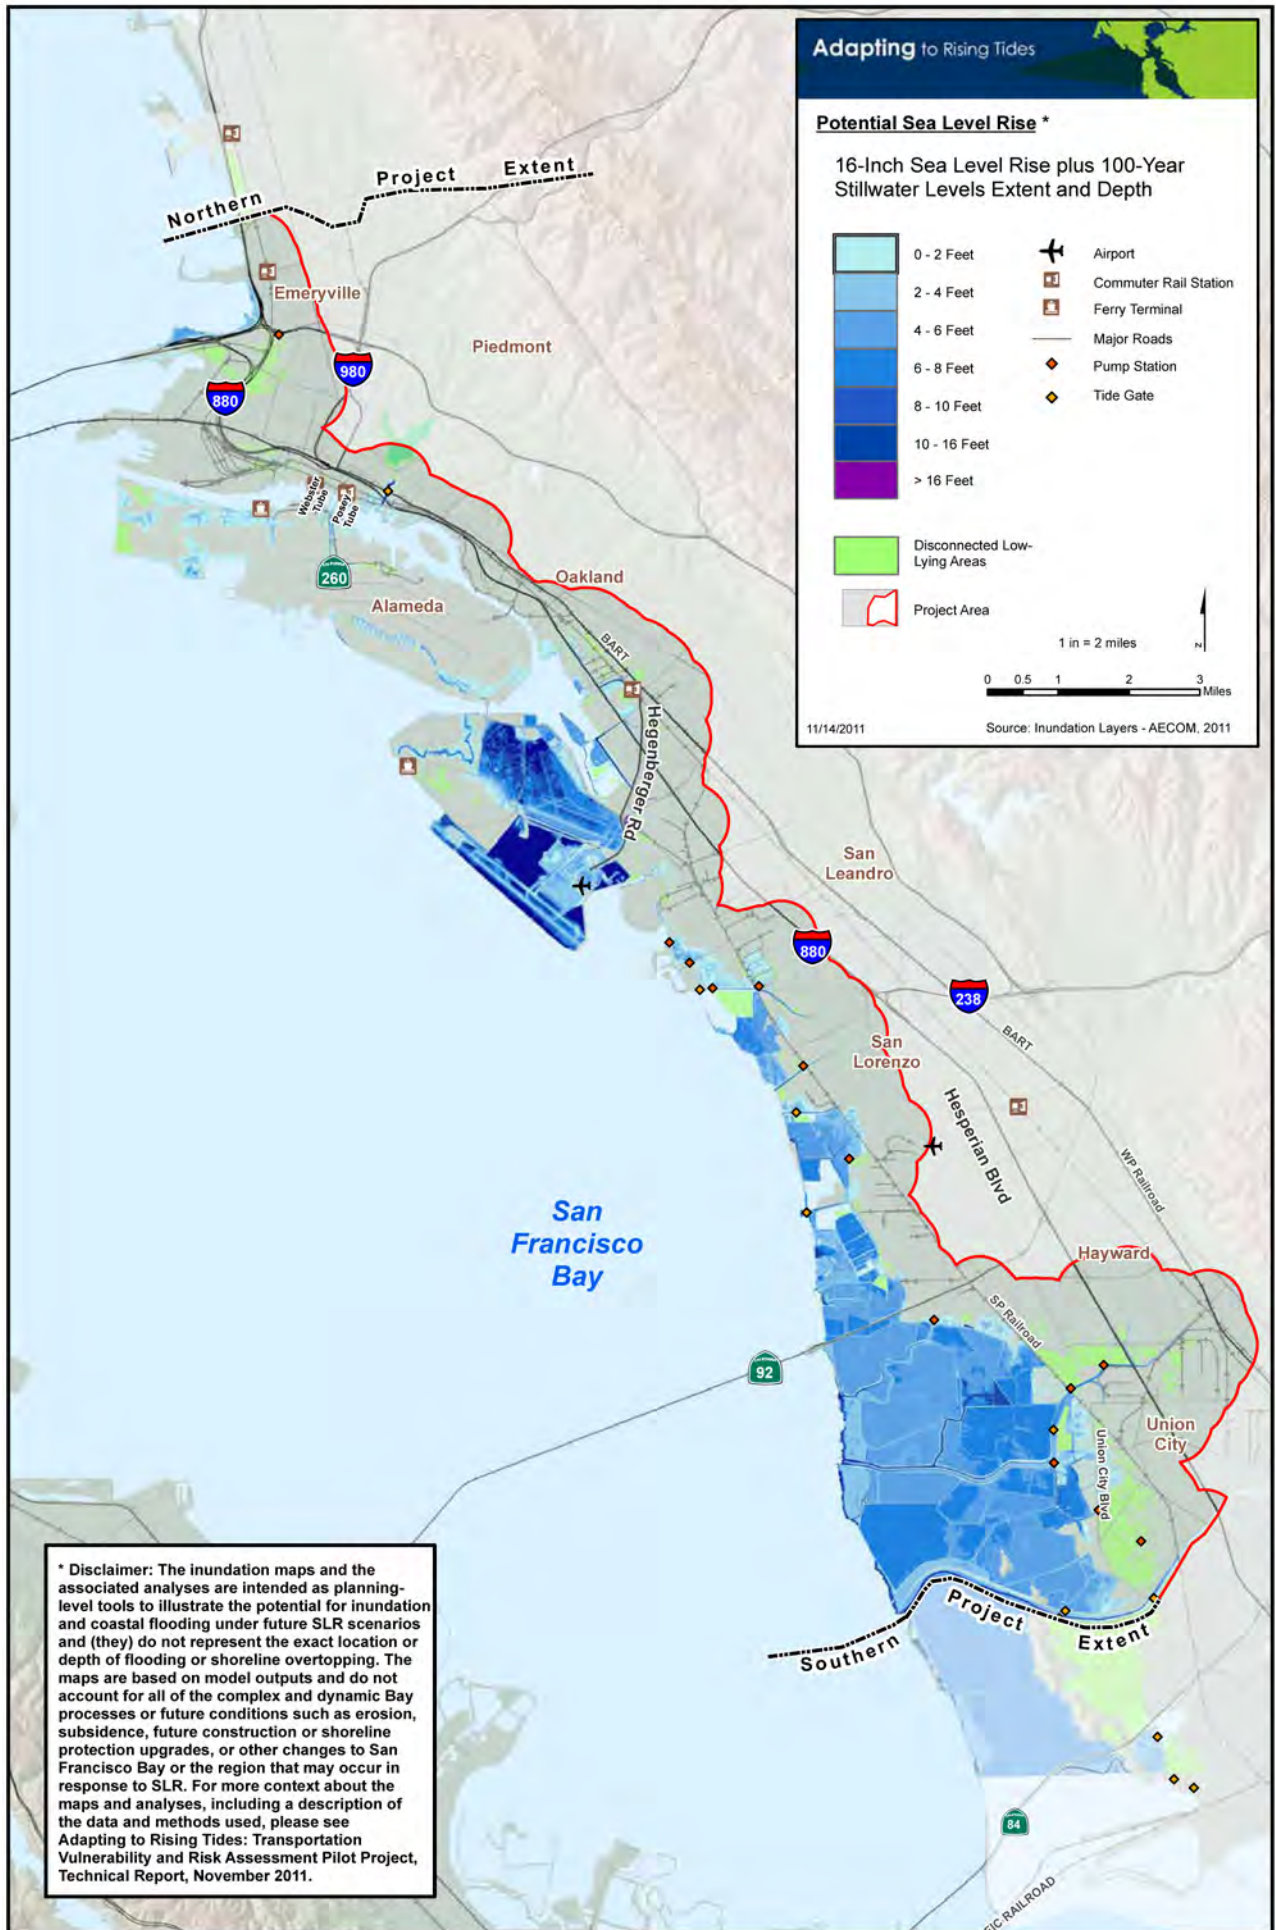 Adapting to Rising Tides
Potential Sea Level Rise *
16-Inch Sea Level Rise plus 100-Year
Stillwater Levels Extent and Depth
0 - 2 Feet
2 - 4 Feet
4 - 6 Feet
6 - 8 Feet
8 - 10 Feet
10 - 16 Feet
> 16 Feet
Disconnected Low-
Lying Areas
Project Area
Airport
Commuter Rail Station
Ferry Terminal
Major Roads
Pump Station
Tide Gate
1 in = 2 miles
N
0 0.5 1 2 3
Miles
11/14/2011
Source: Inundation Layers - AECOM, 2011
Northern Project Extent
Emeryville
Piedmont
980
880
Webster
Tube
Posey
Tube
260
Alameda
Oakland
BART
Hegenberger Rd
San
Leandro
880
238
BART
San
Lorenzo
Hesperian Blvd
WP Railroad
San
Francisco
Bay
Hayward
SP Railroad
92
Union
City
Union City Blvd
Southern Project Extent
84
IC RAILROAD
* Disclaimer: The inundation maps and the
associated analyses are intended as planning-
level tools to illustrate the potential for inundation
and coastal flooding under future SLR scenarios
and (they) do not represent the exact location or
depth of flooding or shoreline overtopping. The
maps are based on model outputs and do not
account for all of the complex and dynamic Bay
processes or future conditions such as erosion,
subsidence, future construction or shoreline
protection upgrades, or other changes to San
Francisco Bay or the region that may occur in
response to SLR. For more context about the
maps and analyses, including a description of
the data and methods used, please see
Adapting to Rising Tides: Transportation
Vulnerability and Risk Assessment Pilot Project,
Technical Report, November 2011.